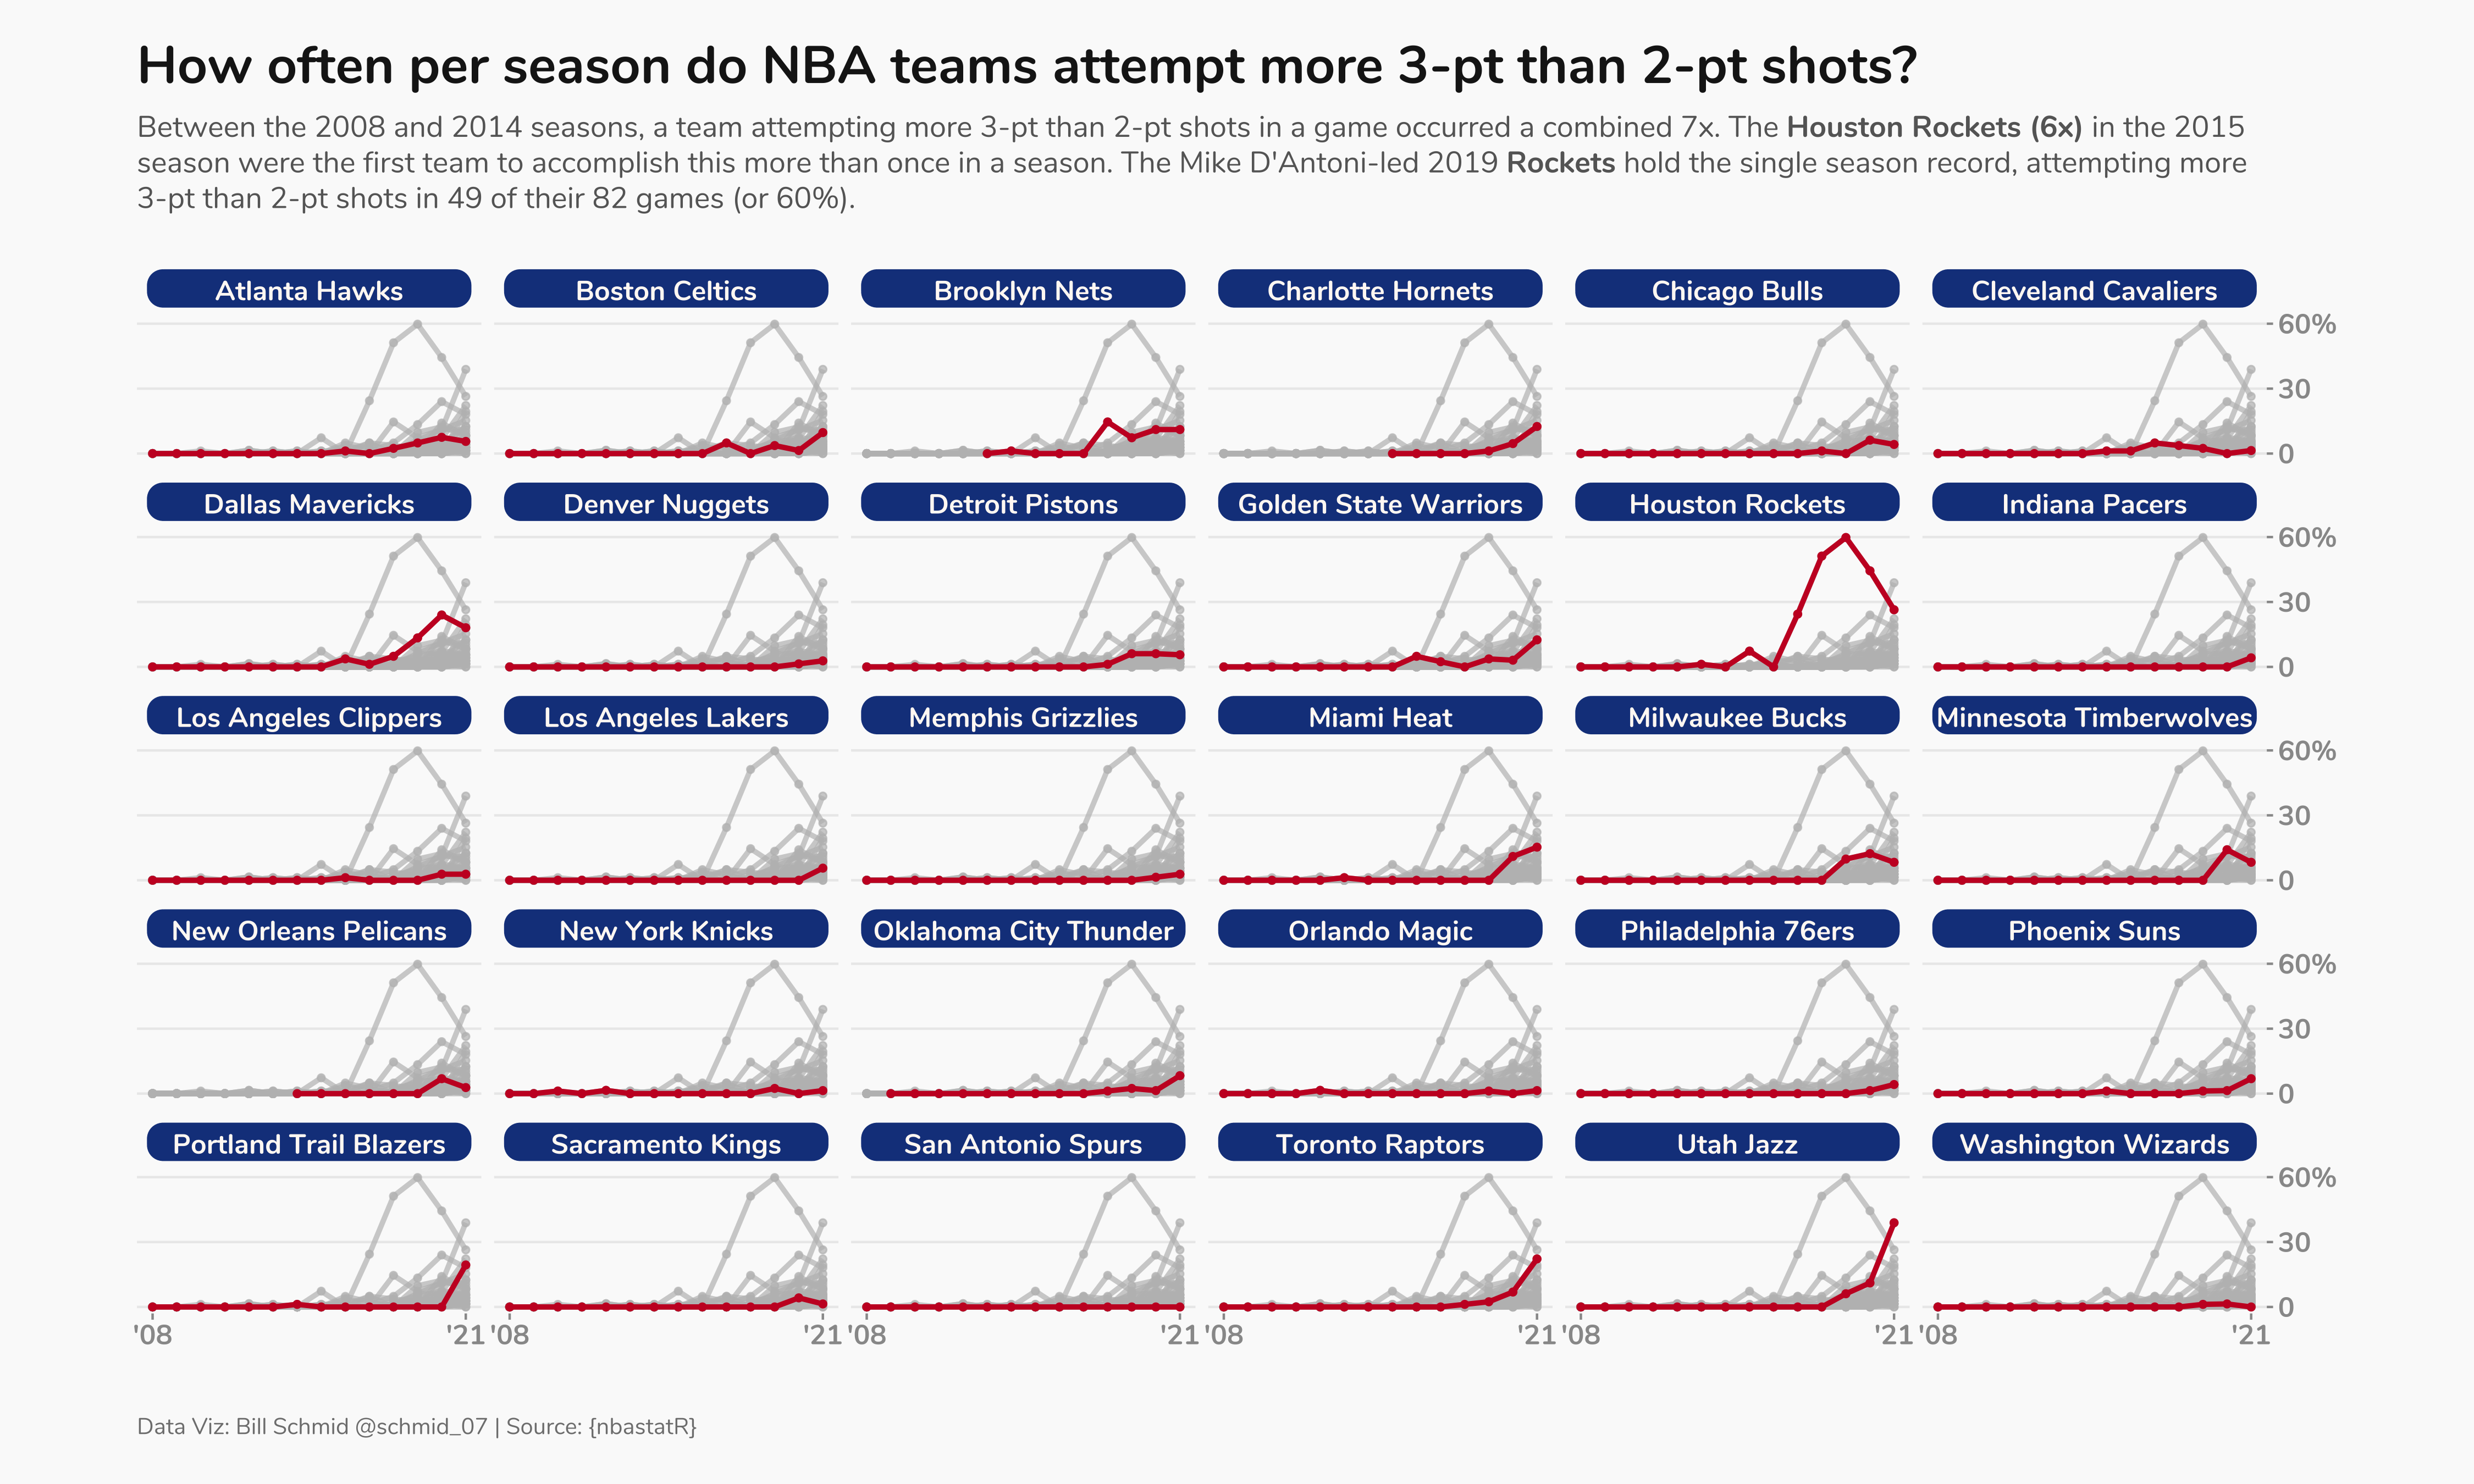 How often per season do NBA teams attempt more 3-pt than 2-pt shots?
Between the 2008 and 2014 seasons, a team attempting more 3-pt than 2-pt shots in a game occurred a combined 7x. The Houston Rockets (6x) in the 2015
season were the first team to accomplish this more than once in a season. The Mike D'Antoni-led 2019 Rockets hold the single season record, attempting more
3-pt than 2-pt shots in 49 of their 82 games (or 60%).
Atlanta Hawks Boston Celtics Brooklyn Nets Charlotte Hornets Chicago Bulls Cleveland Cavaliers
60%
30
0
Dallas Mavericks Denver Nuggets Detroit Pistons Golden State Warriors Houston Rockets Indiana Pacers
60%
30
0
Los Angeles Clippers Los Angeles Lakers Memphis Grizzlies Miami Heat Milwaukee Bucks Minnesota Timberwolves
60%
30
0
New Orleans Pelicans New York Knicks Oklahoma City Thunder Orlando Magic Philadelphia 76ers Phoenix Suns
60%
30
0
Portland Trail Blazers Sacramento Kings San Antonio Spurs Toronto Raptors Utah Jazz Washington Wizards
60%
30
0
'08 '21 '08 '21 '08 '21 '08 '21 '08 '21 '08 '21
Data Viz: Bill Schmid @schmid_07 | Source: {nbastatR}